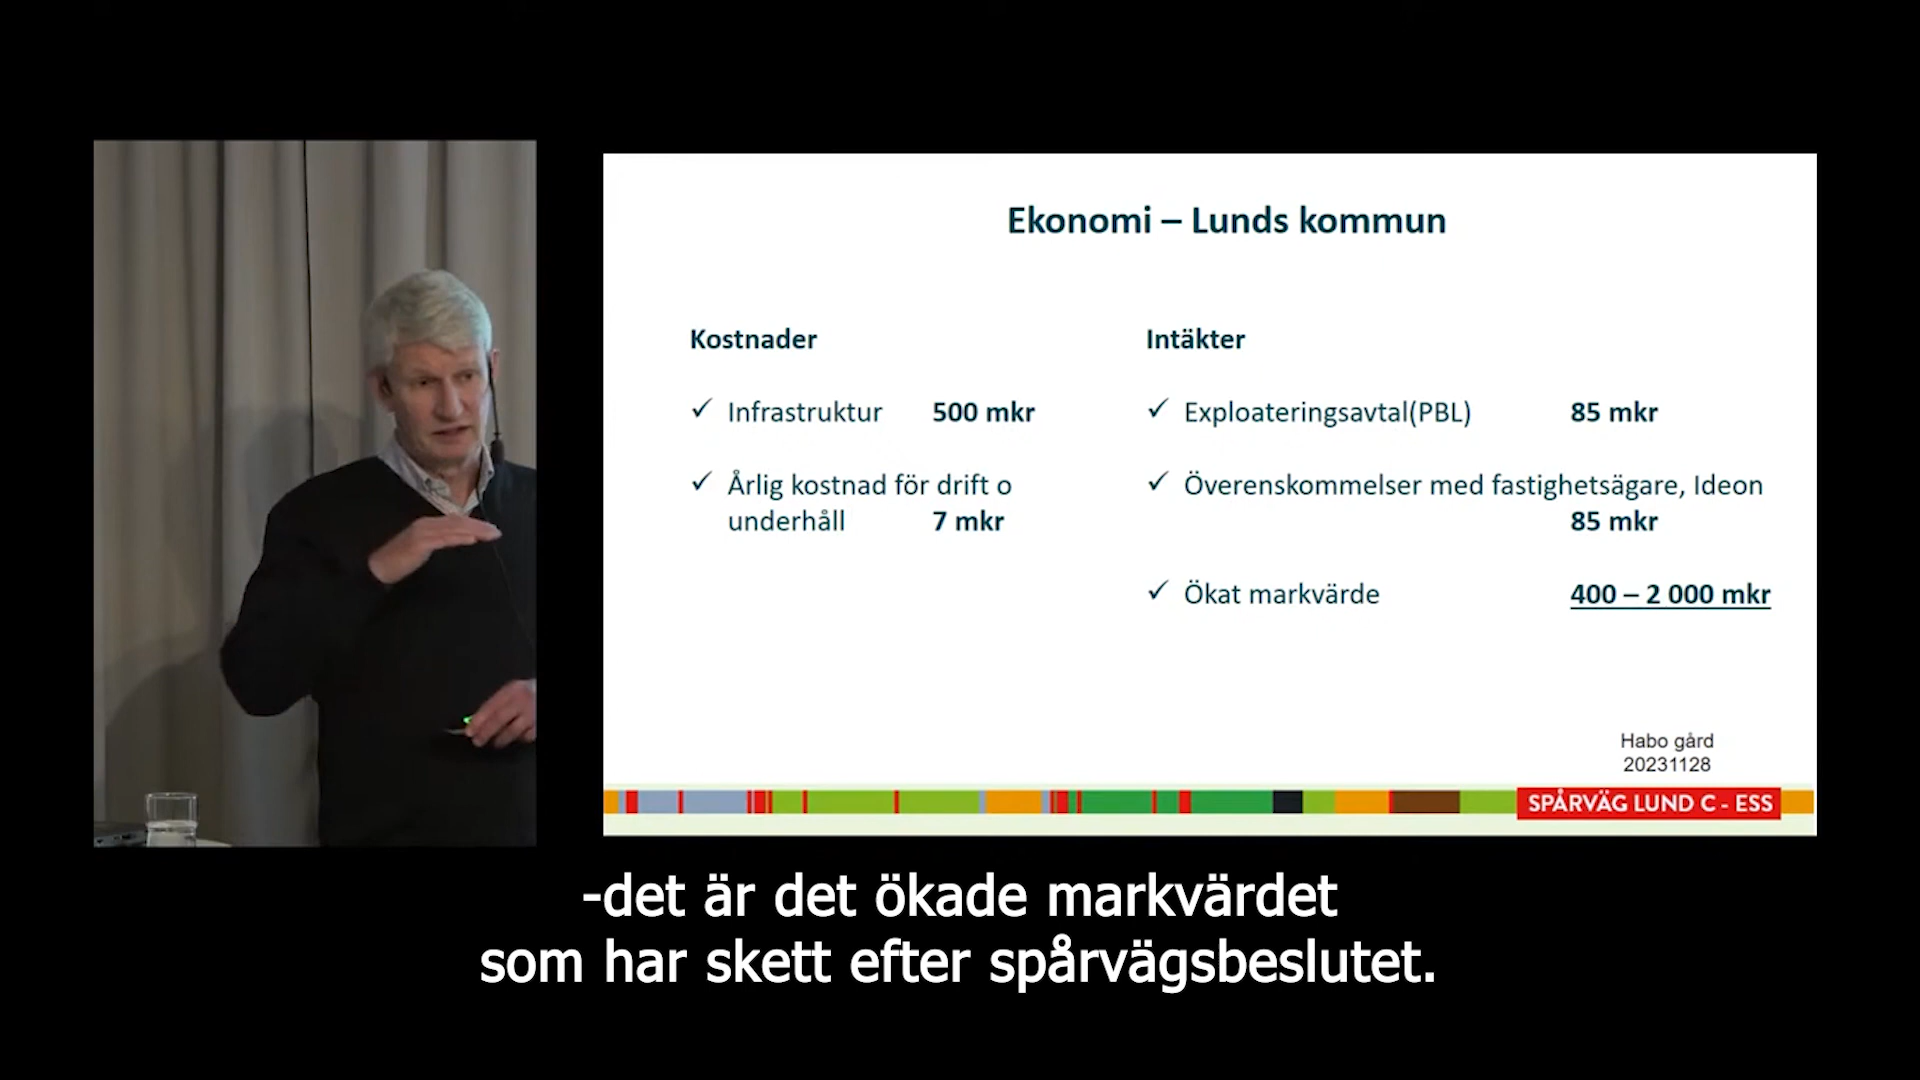 Ekonomi – Lunds kommun
Kostnader
✓ Infrastruktur 500 mkr
✓ Årlig kostnad för drift o
underhåll 7 mkr
Intäkter
✓ Exploateringsavtal(PBL) 85 mkr
✓ Överenskommelser med fastighetsägare, Ideon
85 mkr
✓ Ökat markvärde 400 – 2 000 mkr
Habo gård
20231128
SPÅRVÄG LUND C - ESS
-det är det ökade markvärdet
som har skett efter spårvägsbeslutet.